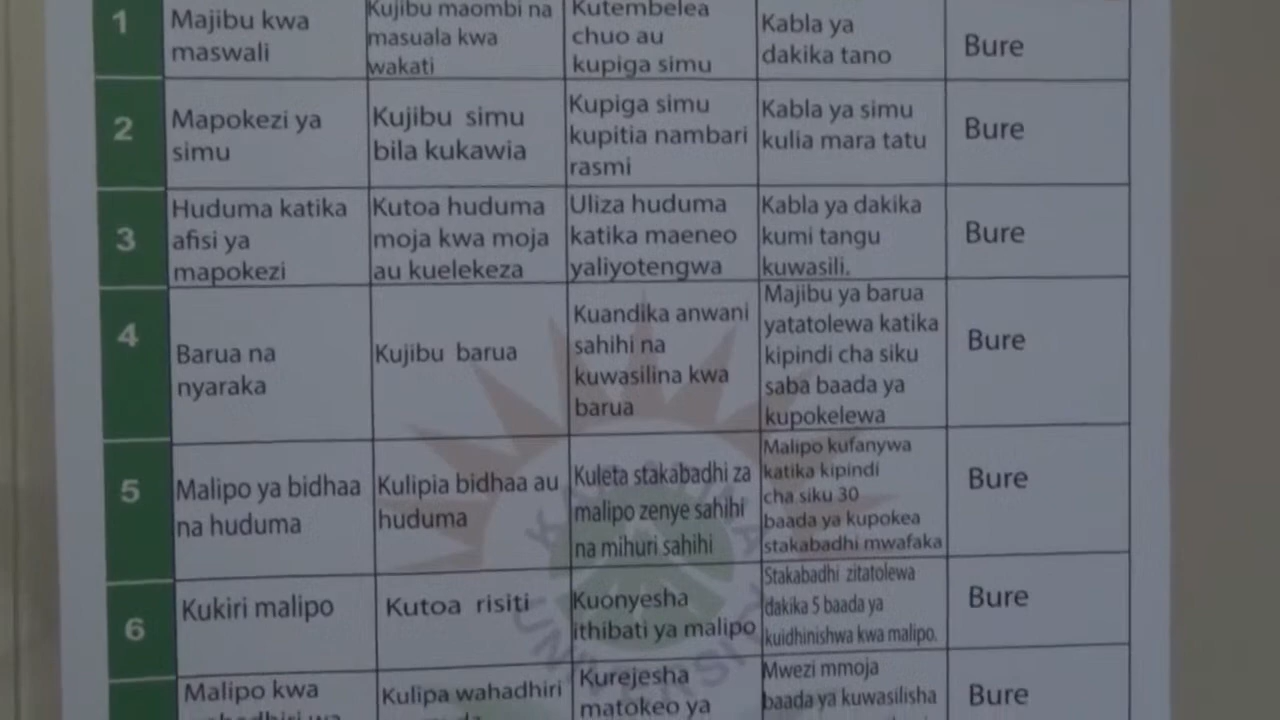 1
Majibu kwa
maswali
Kujibu maombi na
masuala kwa
wakati
Kutembelea
chuo au
kupiga simu
Kabla ya
dakika tano
Bure
2
Mapokezi ya
simu
Kujibu simu
bila kukawia
Kupiga simu
kupitia nambari
rasmi
Kabla ya simu
kulia mara tatu
Bure
3
Huduma katika
afisi ya
mapokezi
Kutoa huduma
moja kwa moja
au kuelekeza
Uliza huduma
katika maeneo
yaliyotengwa
Kabla ya dakika
kumi tangu
kuwasili.
Bure
4
Barua na
nyaraka
Kujibu barua
Kuandika anwani
sahihi na
kuwasilina kwa
barua
Majibu ya barua
yatatolewa katika
kipindi cha siku
saba baada ya
kupokelewa
Bure
5
Malipo ya bidhaa
na huduma
Kulipia bidhaa au
huduma
Kuleta stakabadhi za
malipo zenye sahihi
na mihuri sahihi
Malipo kufanywa
katika kipindi
cha siku 30
baada ya kupokea
stakabadhi mwafaka
Bure
6
Kukiri malipo
Kutoa risiti
Kuonyesha
ithibati ya malipo
Stakabadhi zitatolewa
dakika 5 baada ya
kuidhinishwa kwa malipo.
Bure
Malipo kwa
Kulipa wahadhiri
Kurejesha
matokeo ya
Mwezi mmoja
baada ya kuwasilisha
Bure